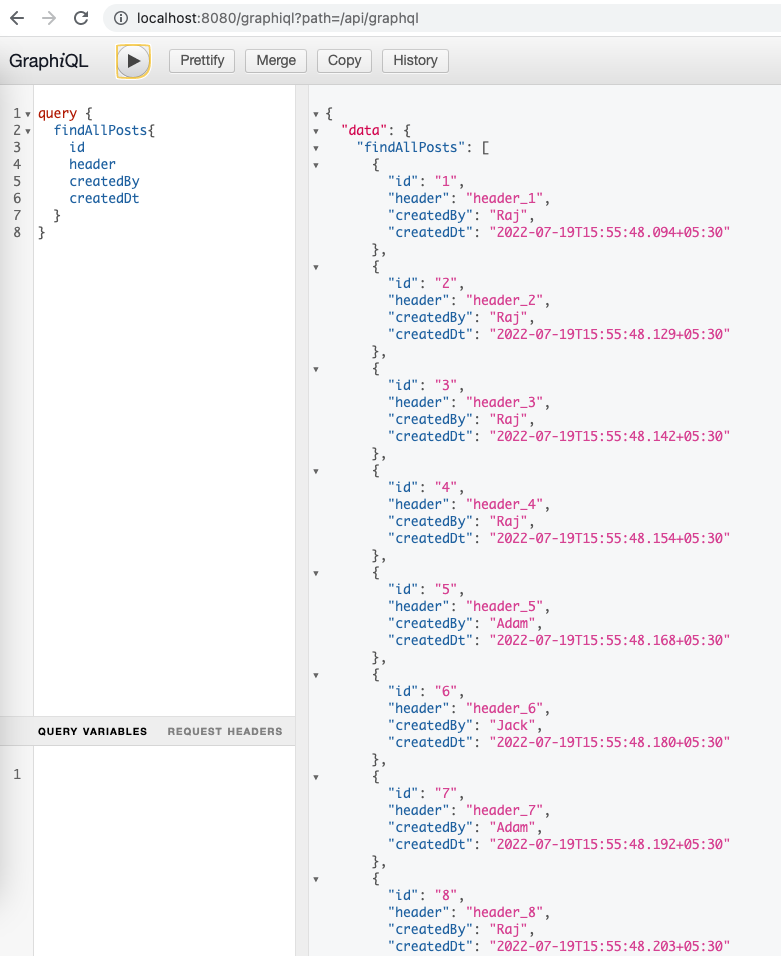 localhost:8080/graphiql?path=/api/graphql
GraphiQL
Prettify
Merge
Copy
History
1 query {
2   findAllPosts{
3     id
4     header
5     createdBy
6     createdDt
7   }
8 }
QUERY VARIABLES
REQUEST HEADERS
1
{
  "data": {
    "findAllPosts": [
      {
        "id": "1",
        "header": "header_1",
        "createdBy": "Raj",
        "createdDt": "2022-07-19T15:55:48.094+05:30"
      },
      {
        "id": "2",
        "header": "header_2",
        "createdBy": "Raj",
        "createdDt": "2022-07-19T15:55:48.129+05:30"
      },
      {
        "id": "3",
        "header": "header_3",
        "createdBy": "Raj",
        "createdDt": "2022-07-19T15:55:48.142+05:30"
      },
      {
        "id": "4",
        "header": "header_4",
        "createdBy": "Raj",
        "createdDt": "2022-07-19T15:55:48.154+05:30"
      },
      {
        "id": "5",
        "header": "header_5",
        "createdBy": "Adam",
        "createdDt": "2022-07-19T15:55:48.168+05:30"
      },
      {
        "id": "6",
        "header": "header_6",
        "createdBy": "Jack",
        "createdDt": "2022-07-19T15:55:48.180+05:30"
      },
      {
        "id": "7",
        "header": "header_7",
        "createdBy": "Adam",
        "createdDt": "2022-07-19T15:55:48.192+05:30"
      },
      {
        "id": "8",
        "header": "header_8",
        "createdBy": "Raj",
        "createdDt": "2022-07-19T15:55:48.203+05:30"